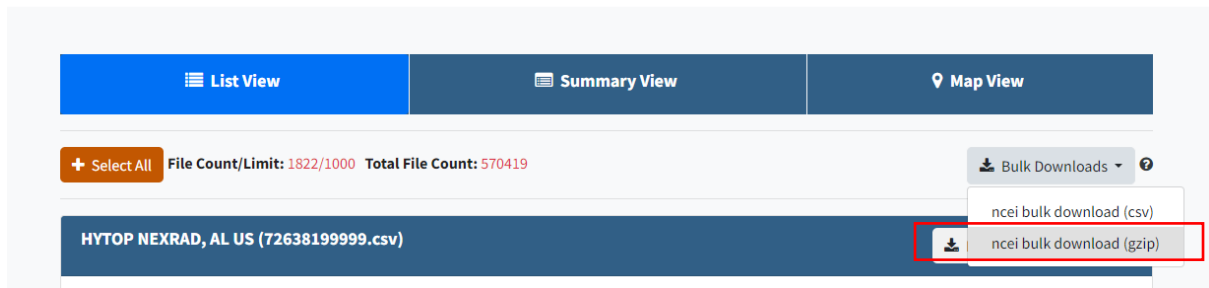 List View
Summary View
Map View
Select All File Count/Limit: 1822/1000 Total File Count: 570419
Bulk Downloads
ncei bulk download (csv)
HYTOP NEXRAD, AL US (72638199999.csv)
ncei bulk download (gzip)